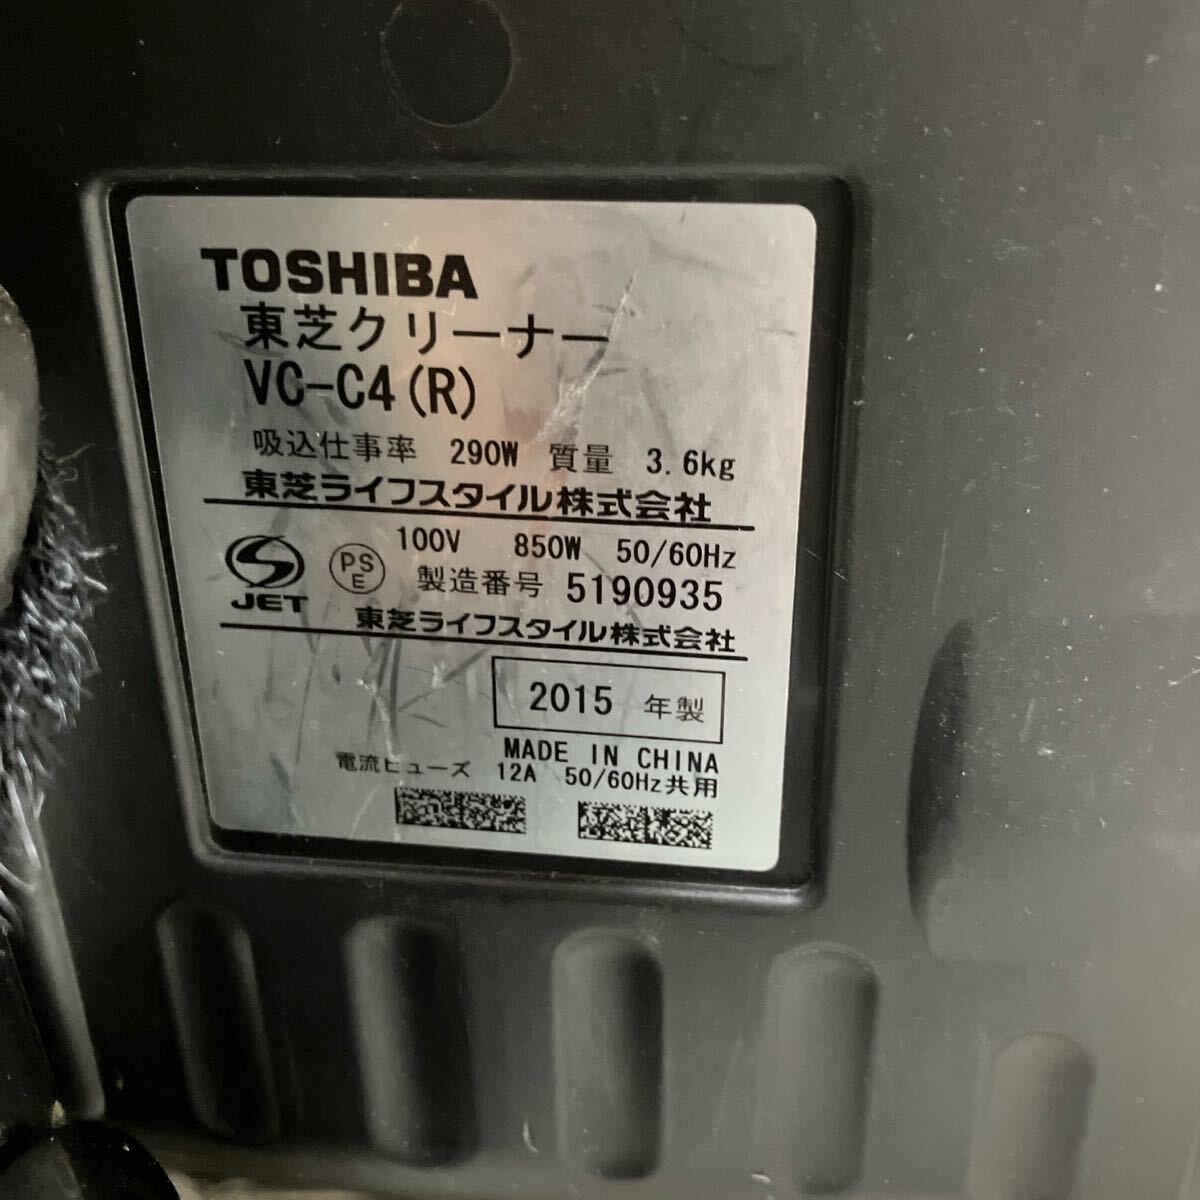 TOSHIBA
東芝クリーナー
VC-C4(R)
吸込仕事率 290W 質量 3.6kg
東芝ライフスタイル株式会社
100V 850W 50/60Hz
PS E
製造番号 5190935
JET
東芝ライフスタイル株式会社
2015 年製
MADE IN CHINA
電流ヒューズ 12A 50/60Hz共用